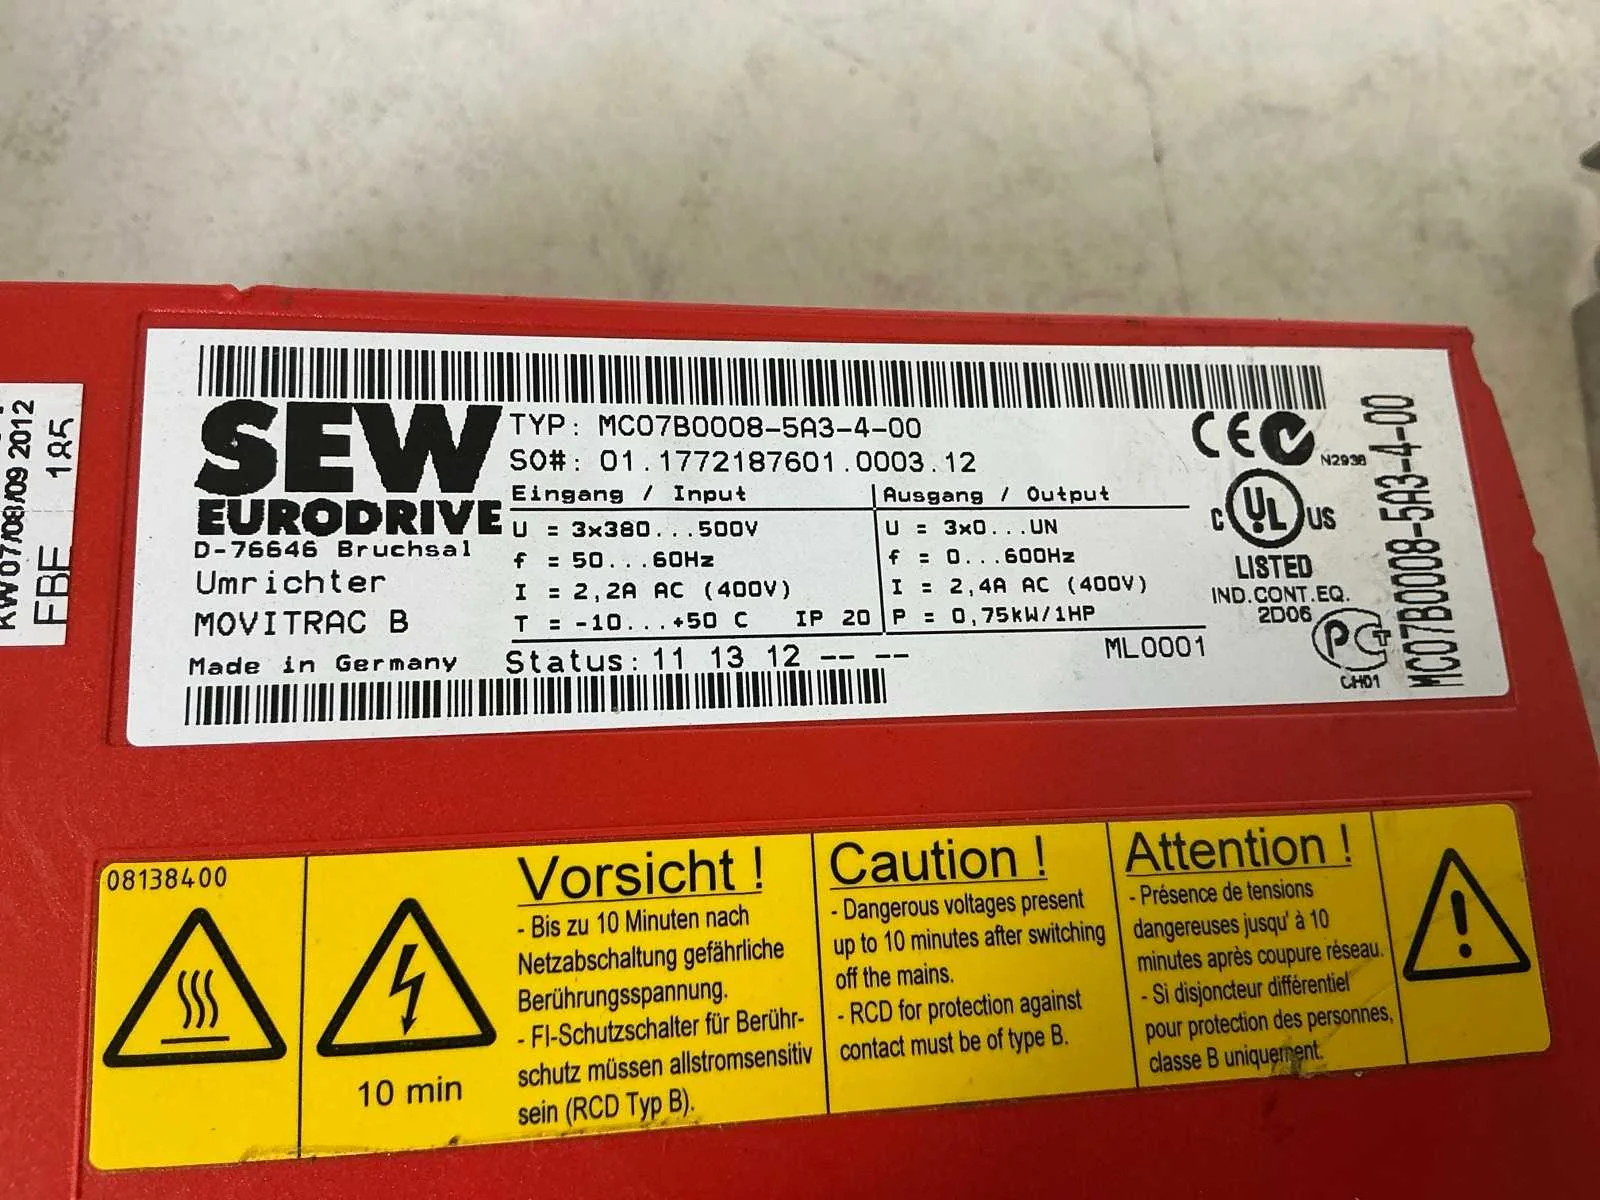 SEW
EURODRIVE
D-76646 Bruchsal
Umrichter
MOVITRAC B
Made in Germany
TYP: MC07B0008-5A3-4-00
SO#: 01.1772187601.0003.12
Eingang / Input
U = 3x380...500V
f = 50...60Hz
I = 2,2A AC (400V)
T = -10...+50 C IP 20
Status: 11 13 12 -- --
Ausgang / Output
U = 3x0...UN
f = 0...600Hz
I = 2,4A AC (400V)
P = 0,75kW/1HP
ML0001
CE
N2936
C UL US
LISTED
IND.CONT.EQ.
2D06
PCT
CH01
MC07B0008-5A3-4-00
KW07/08/09 2012
FBE 185
08138400
10 min
Vorsicht !
- Bis zu 10 Minuten nach
Netzabschaltung gefährliche
Berührungsspannung.
- FI-Schutzschalter für Berühr-
schutz müssen allstromsensitiv
sein (RCD Typ B).
Caution !
- Dangerous voltages present
up to 10 minutes after switching
off the mains.
- RCD for protection against
contact must be of type B.
Attention !
- Présence de tensions
dangereuses jusqu' à 10
minutes après coupure réseau.
- Si disjoncteur différentiel
pour protection des personnes,
classe B uniquement.